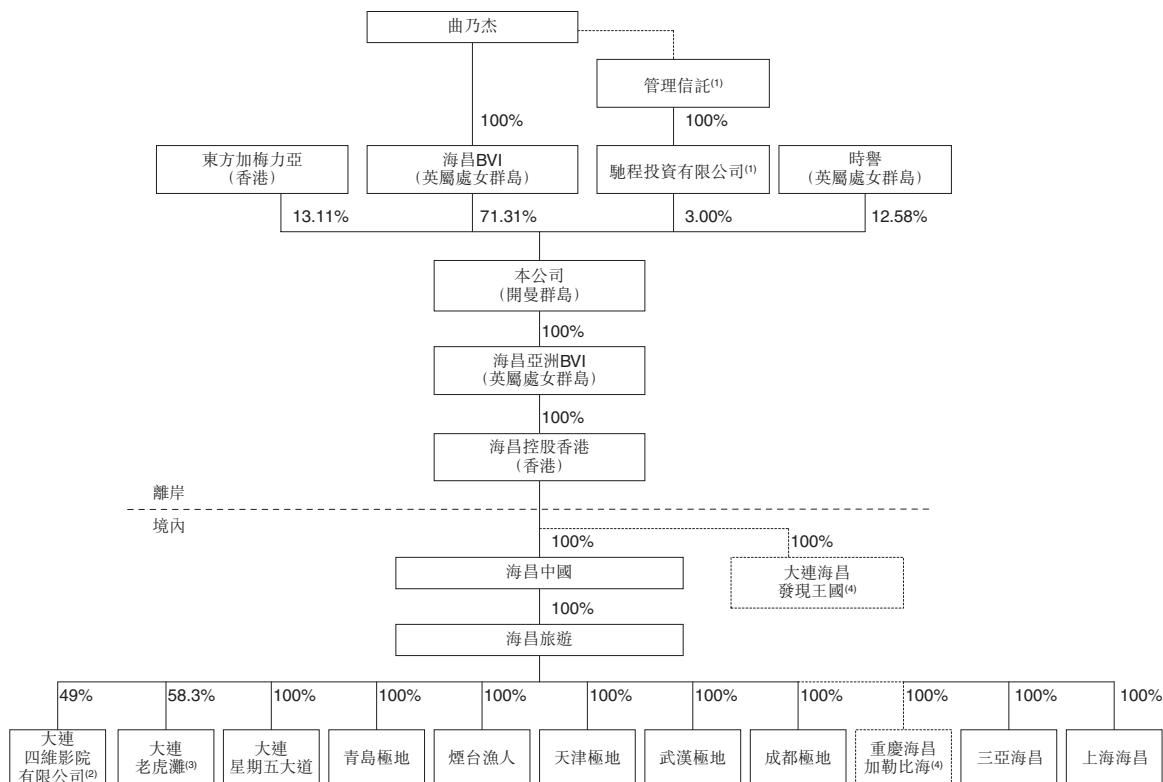 曲乃杰
管理信託(1)
100%
100%
東方加梅力亞
(香港)
海昌BVI
(英屬處女群島)
馳程投資有限公司(1)
時譽
(英屬處女群島)
13.11%
71.31%
3.00%
12.58%
本公司
(開曼群島)
100%
海昌亞洲BVI
(英屬處女群島)
100%
海昌控股香港
(香港)
離岸
境內
100%
100%
海昌中國
大連海昌
發現王國(4)
100%
海昌旅遊
49%
58.3%
100%
100%
100%
100%
100%
100%
100%
100%
100%
大連
四維影院
有限公司(2)
大連
老虎灘(3)
大連
星期五大道
青島極地
煙台漁人
天津極地
武漢極地
成都極地
重慶海昌
加勒比海(4)
三亞海昌
上海海昌